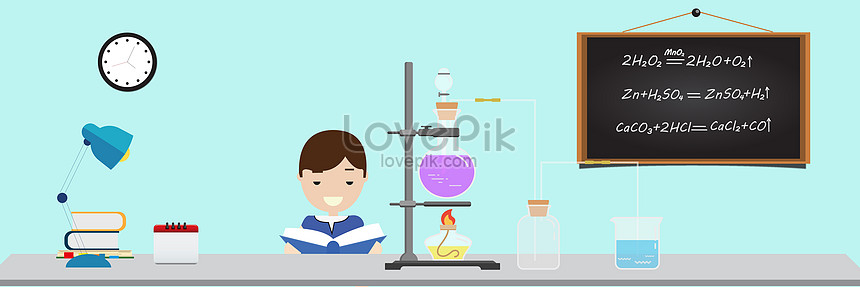 MnO₂
2H₂O₂=2H₂O+O₂↑
Zn+H₂SO₄=ZnSO₄+H₂↑
CaCO₃+2HCl=CaCl₂+CO↑
LovePik
lovepik.com